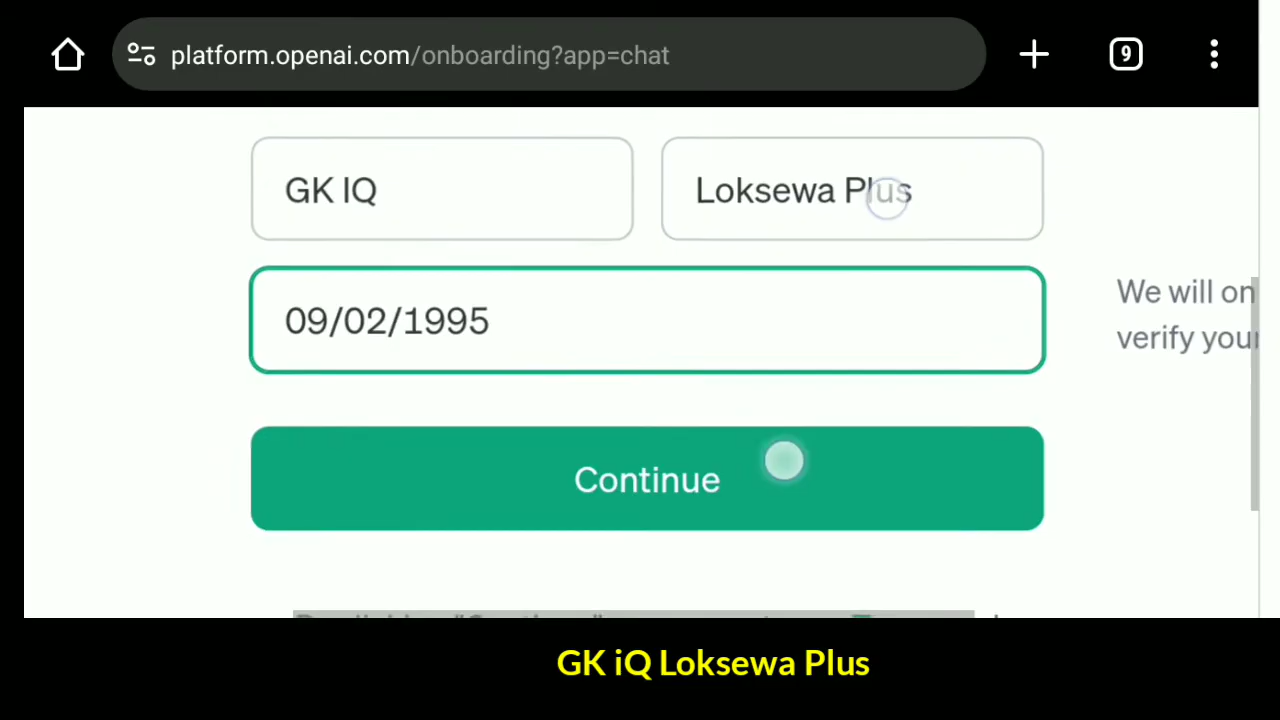 platform.openai.com/onboarding?app=chat
9
GK IQ
Loksewa Plus
09/02/1995
We will on
verify your
Continue
GK iQ Loksewa Plus